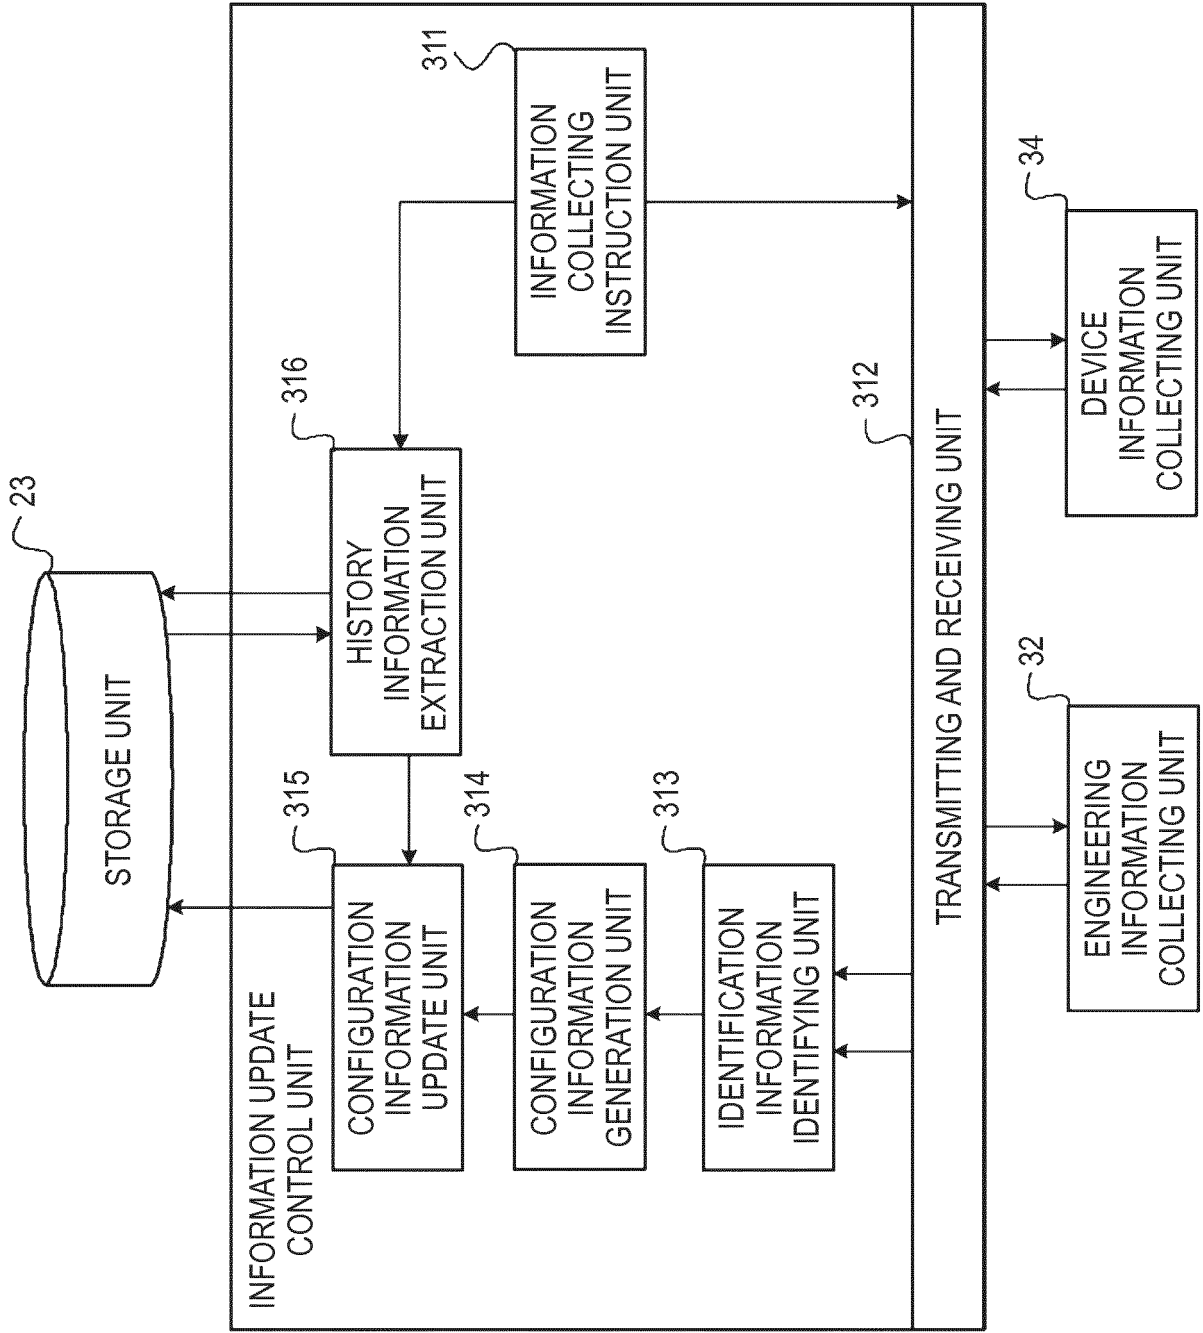 23
STORAGE UNIT
INFORMATION UPDATE
CONTROL UNIT
315
CONFIGURATION
INFORMATION
UPDATE UNIT
316
HISTORY
INFORMATION
EXTRACTION UNIT
311
INFORMATION
COLLECTING
INSTRUCTION UNIT
314
CONFIGURATION
INFORMATION
GENERATION UNIT
313
IDENTIFICATION
INFORMATION
IDENTIFYING UNIT
312
TRANSMITTING AND RECEIVING UNIT
32
ENGINEERING
INFORMATION
COLLECTING UNIT
34
DEVICE
INFORMATION
COLLECTING UNIT